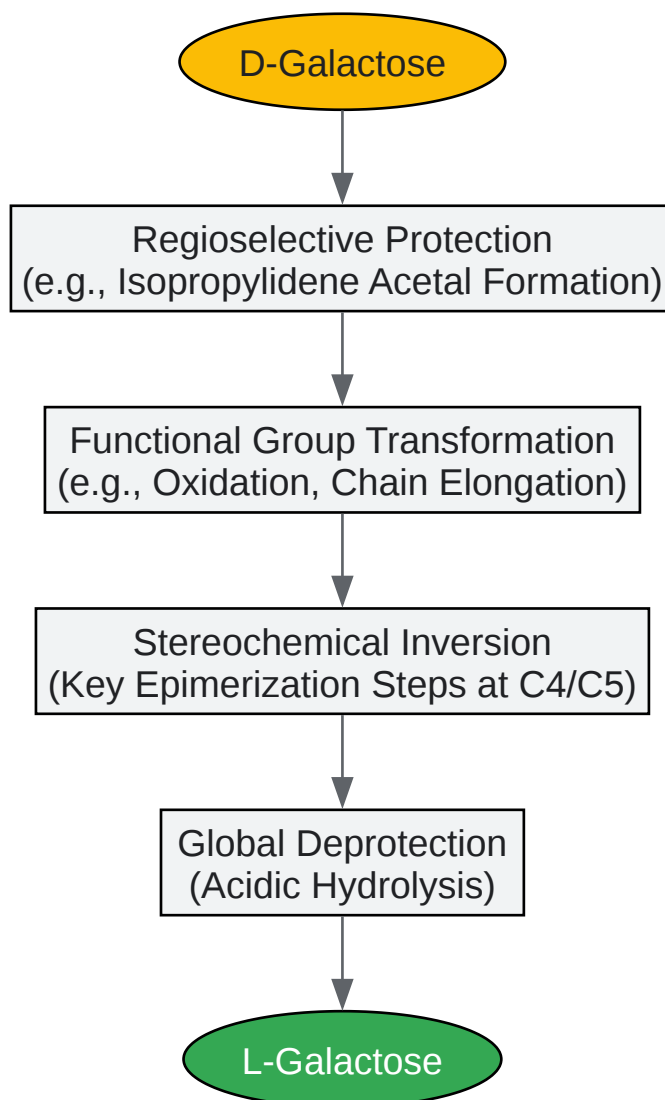 D-Galactose
Regioselective Protection
(e.g., Isopropylidene Acetal Formation)
Functional Group Transformation
(e.g., Oxidation, Chain Elongation)
Stereochemical Inversion
(Key Epimerization Steps at C4/C5)
Global Deprotection
(Acidic Hydrolysis)
L-Galactose